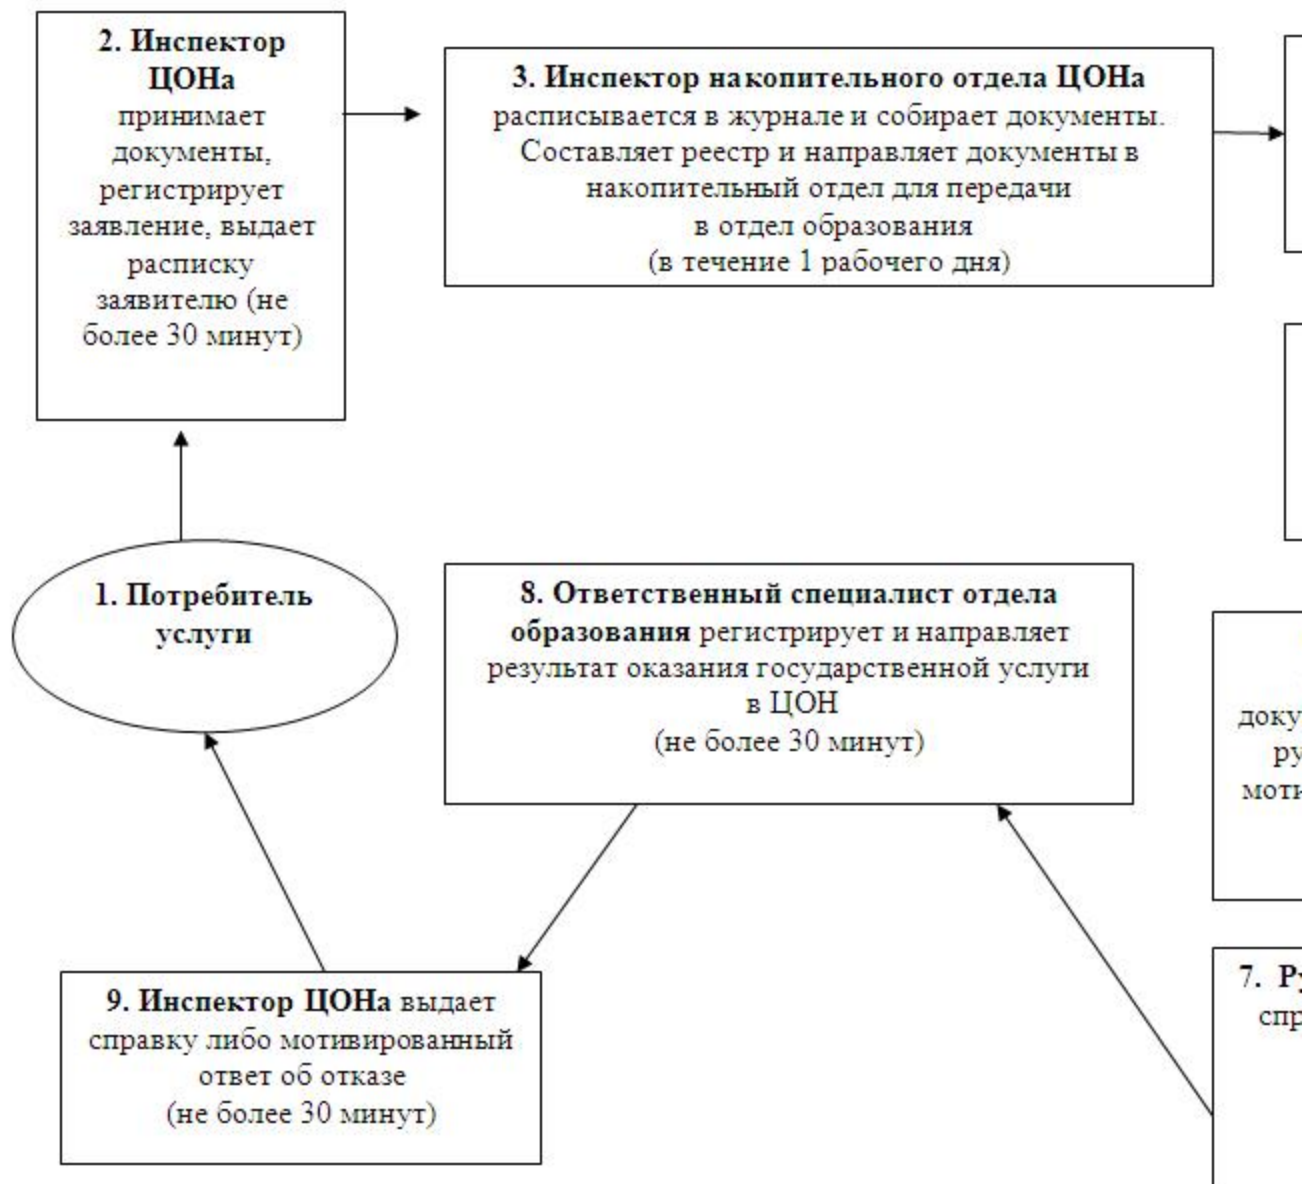 2. Инспектор
ЦОНа
принимает
документы,
регистрирует
заявление, выдает
расписку
заявителю (не
более 30 минут)
3. Инспектор накопительного отдела ЦОНа
расписывается в журнале и собирает документы.
Составляет реестр и направляет документы в
накопительный отдел для передачи
в отдел образования
(в течение 1 рабочего дня)
1. Потребитель
услуги
8. Ответственный специалист отдела
образования регистрирует и направляет
результат оказания государственной услуги
в ЦОН
(не более 30 минут)
9. Инспектор ЦОНа выдает
справку либо мотивированный
ответ об отказе
(не более 30 минут)
7.